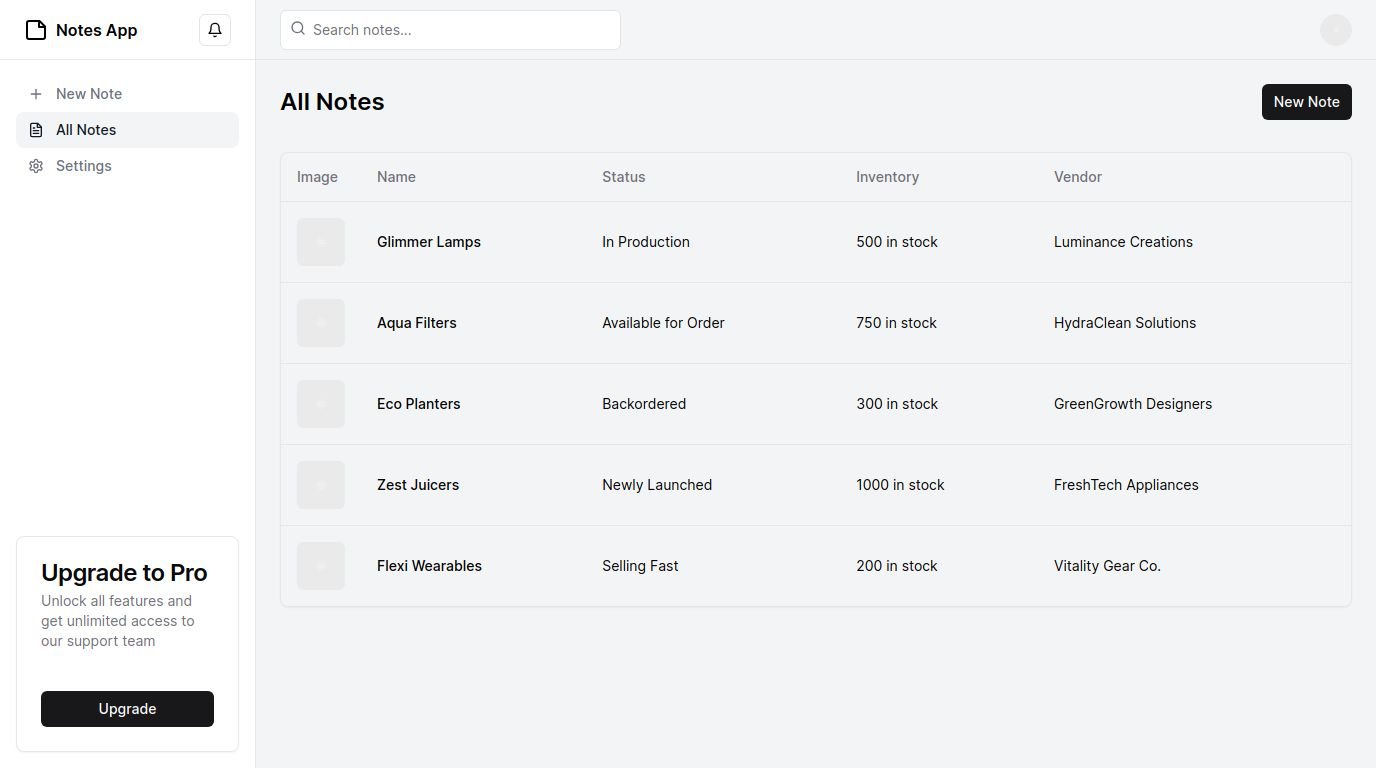 Notes App
Search notes...
New Note
All Notes
Settings
All Notes
New Note
Image Name Status Inventory Vendor
Glimmer Lamps In Production 500 in stock Luminance Creations
Aqua Filters Available for Order 750 in stock HydraClean Solutions
Eco Planters Backordered 300 in stock GreenGrowth Designers
Zest Juicers Newly Launched 1000 in stock FreshTech Appliances
Flexi Wearables Selling Fast 200 in stock Vitality Gear Co.
Upgrade to Pro
Unlock all features and
get unlimited access to
our support team
Upgrade